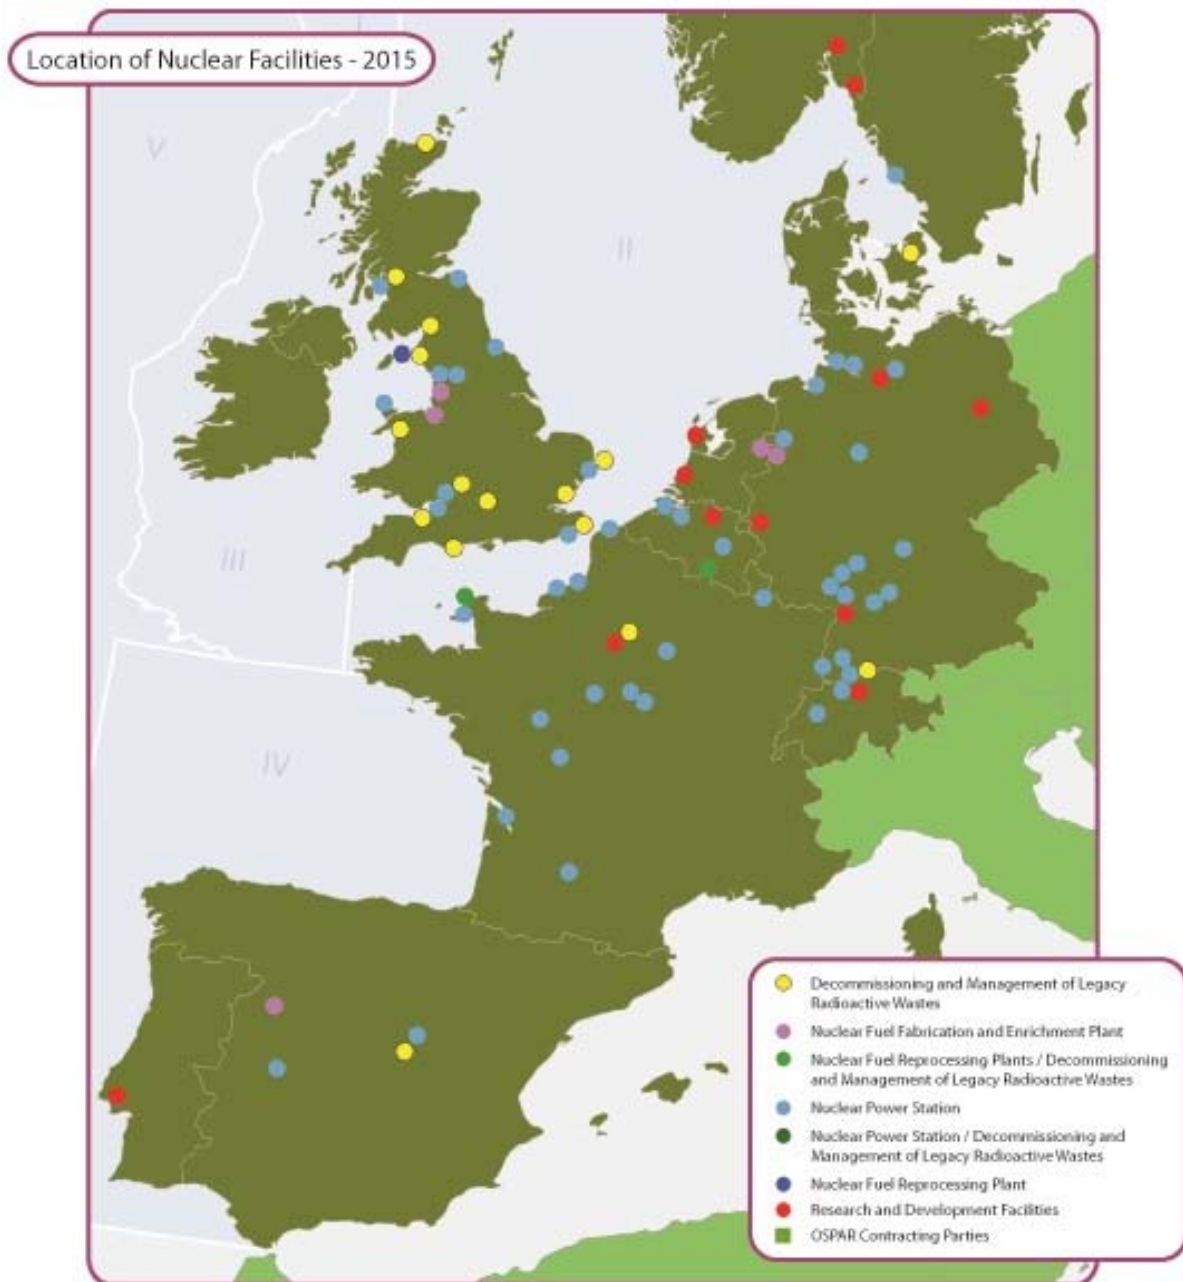 Location of Nuclear Facilities - 2015
V
II
III
IV
Decommissioning and Management of Legacy
Radioactive Wastes
Nuclear Fuel Fabrication and Enrichment Plant
Nuclear Fuel Reprocessing Plants / Decommissioning
and Management of Legacy Radioactive Wastes
Nuclear Power Station
Nuclear Power Station / Decommissioning and
Management of Legacy Radioactive Wastes
Nuclear Fuel Reprocessing Plant
Research and Development Facilities
OSPAR Contracting Parties